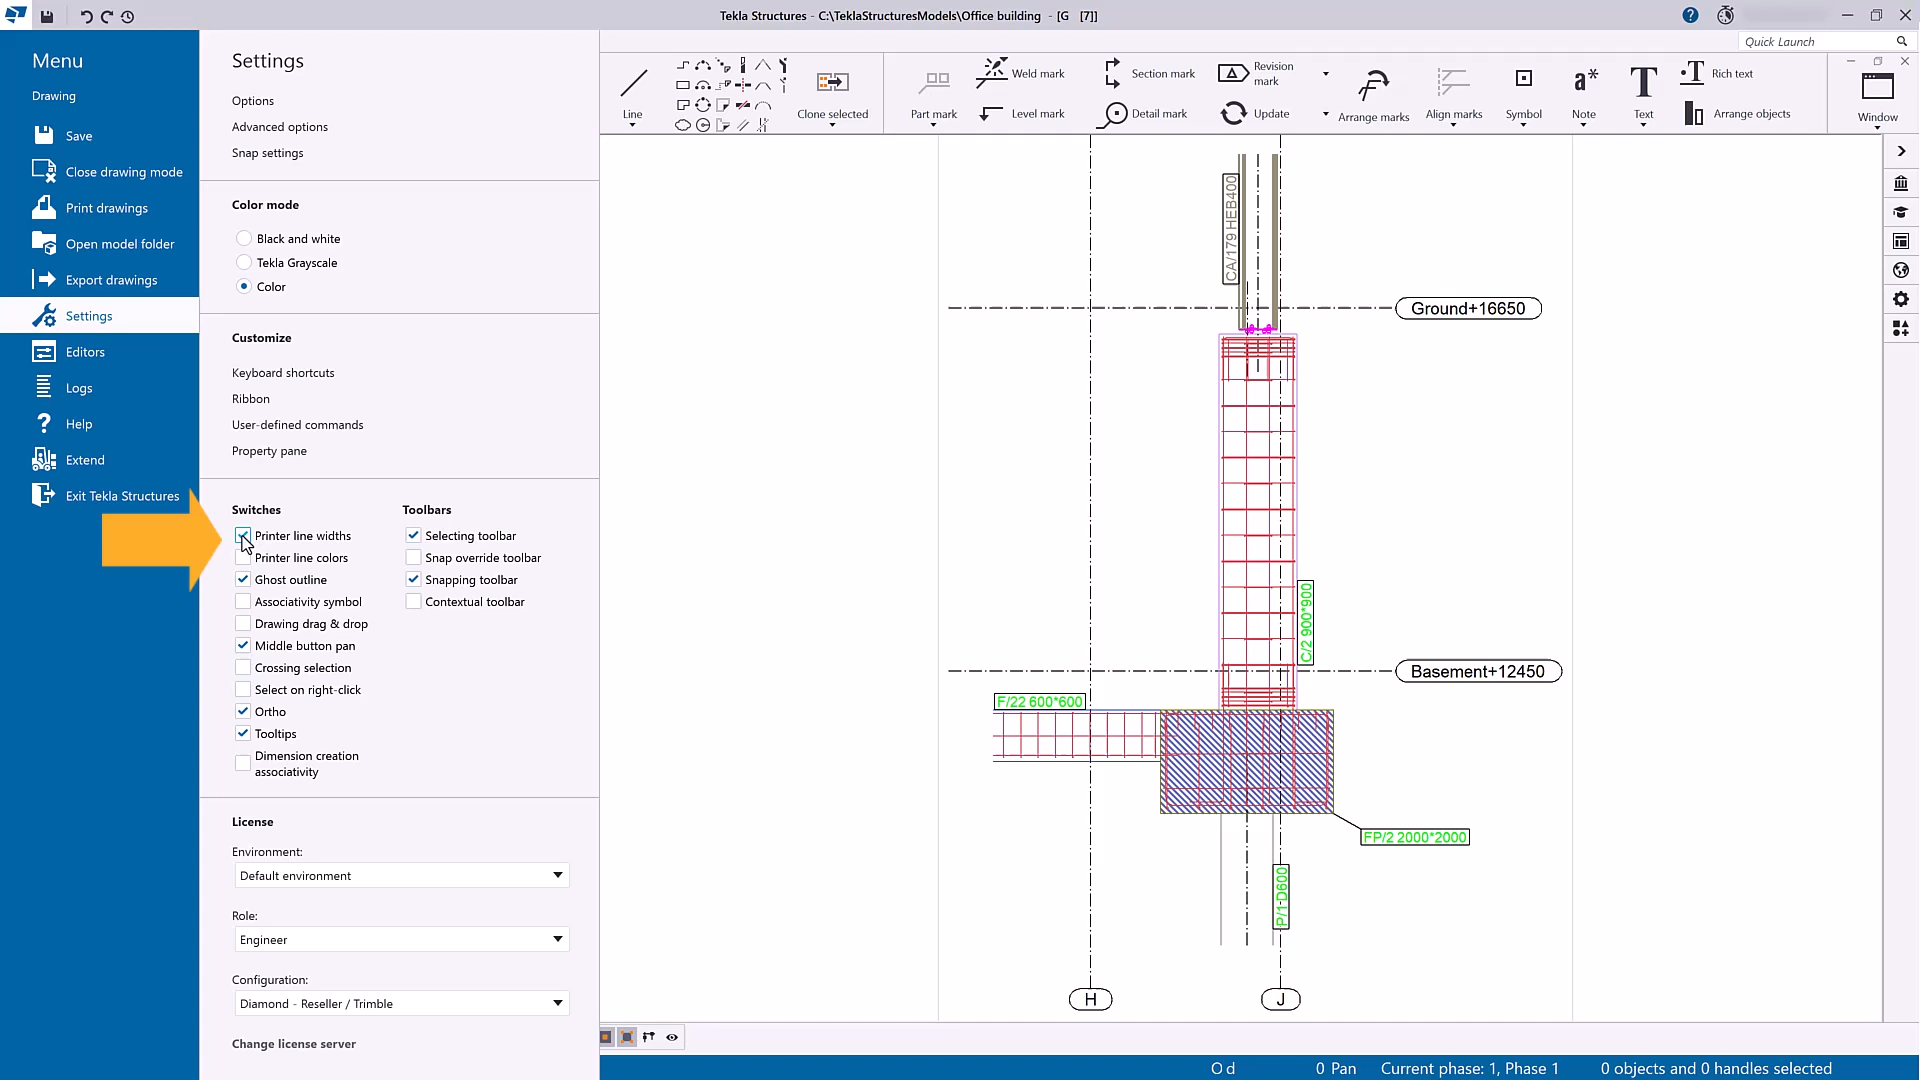 Tekla Structures - C:\TeklaStructuresModels\Office building - [G [7]]
Quick Launch
Menu
Drawing
Save
Close drawing mode
Print drawings
Open model folder
Export drawings
Settings
Editors
Logs
Help
Extend
Exit Tekla Structures
Settings
Options
Advanced options
Snap settings
Color mode
Black and white
Tekla Grayscale
Color
Customize
Keyboard shortcuts
Ribbon
User-defined commands
Property pane
Switches
Printer line widths
Printer line colors
Ghost outline
Associativity symbol
Drawing drag & drop
Middle button pan
Crossing selection
Select on right-click
Ortho
Tooltips
Dimension creation
associativity
Toolbars
Selecting toolbar
Snap override toolbar
Snapping toolbar
Contextual toolbar
License
Environment:
Default environment
Role:
Engineer
Configuration:
Diamond - Reseller / Trimble
Change license server
Line
Clone selected
Part mark
Weld mark
Level mark
Section mark
Detail mark
Revision
mark
Update
Arrange marks
Align marks
Symbol
a*
Note
Text
Rich text
Arrange objects
Window
CA/179 HEB400
Ground+16650
C/2 900*900
Basement+12450
F/22 600*600
FP/2 2000*2000
P/1 D600
H
J
O d
0 Pan
Current phase: 1, Phase 1
0 objects and 0 handles selected